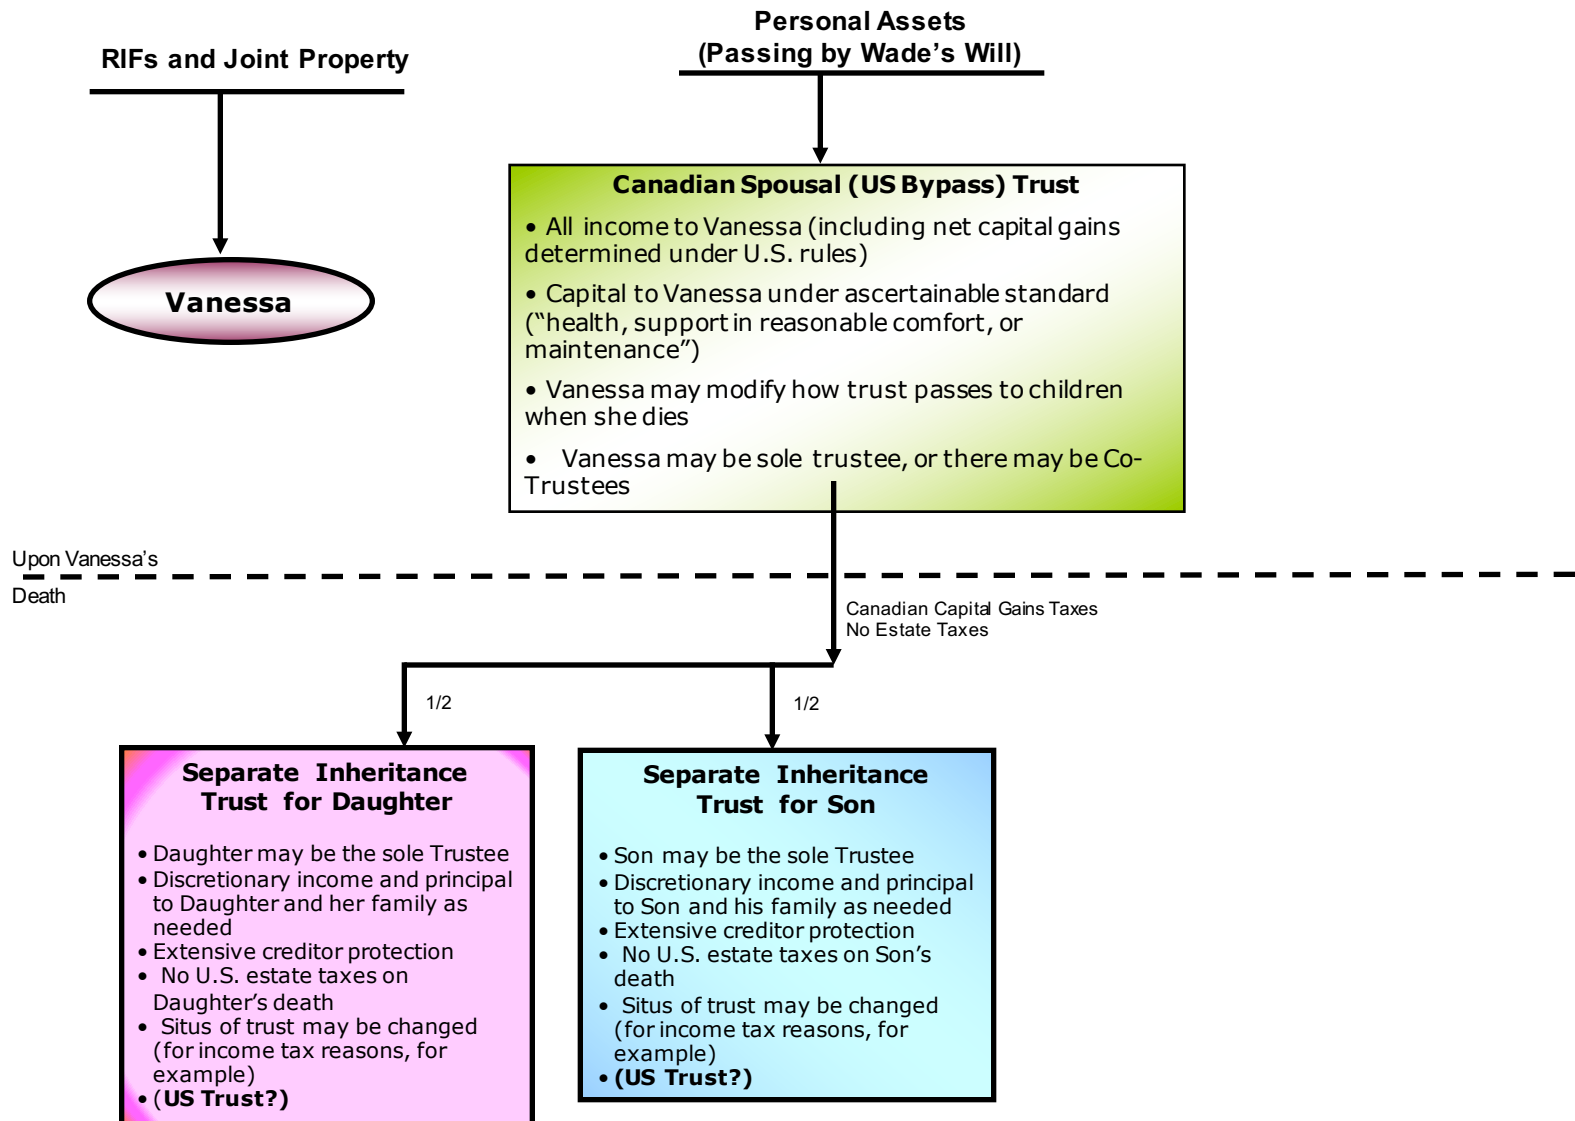 RIFs and Joint Property
Personal Assets
(Passing by Wade's Will)
Vanessa
Canadian Spousal (US Bypass) Trust
• All income to Vanessa (including net capital gains
determined under U.S. rules)
• Capital to Vanessa under ascertainable standard
("health, support in reasonable comfort, or
maintenance")
• Vanessa may modify how trust passes to children
when she dies
• Vanessa may be sole trustee, or there may be Co-
Trustees
Upon Vanessa's
Death
Canadian Capital Gains Taxes
No Estate Taxes
1/2
1/2
Separate Inheritance
Trust for Daughter
• Daughter may be the sole Trustee
• Discretionary income and principal
to Daughter and her family as
needed
• Extensive creditor protection
• No U.S. estate taxes on
Daughter's death
• Situs of trust may be changed
(for income tax reasons, for
example)
• (US Trust?)
Separate Inheritance
Trust for Son
• Son may be the sole Trustee
• Discretionary income and principal
to Son and his family as needed
• Extensive creditor protection
• No U.S. estate taxes on Son's
death
• Situs of trust may be changed
(for income tax reasons, for
example)
• (US Trust?)